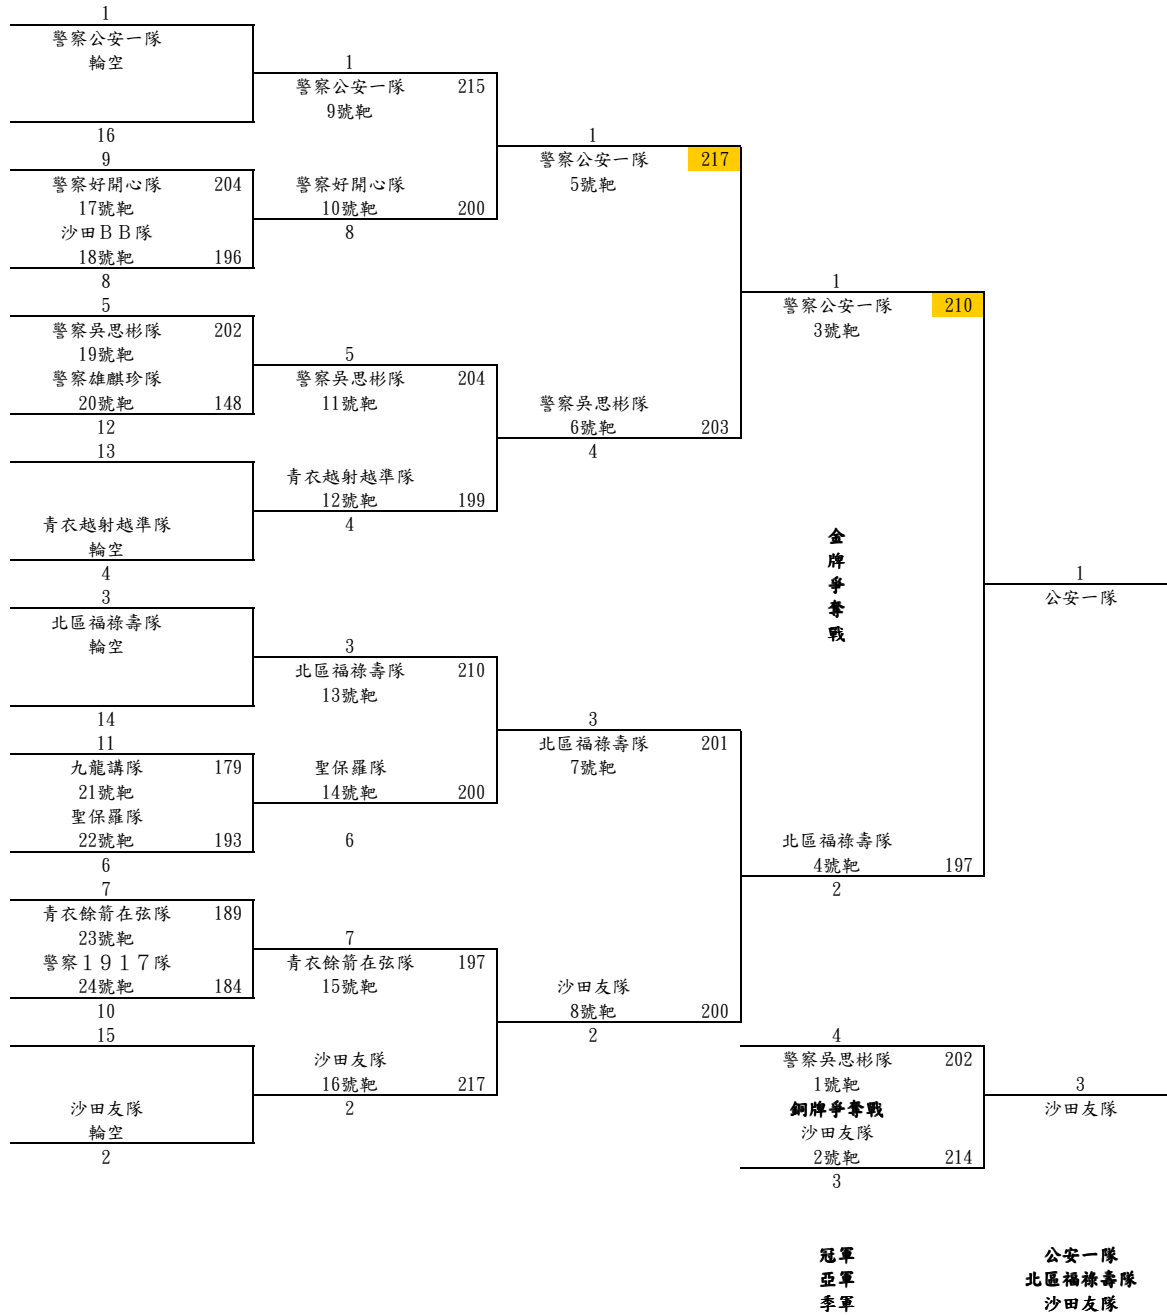 1
警察公安一隊
輪空
1
警察公安一隊 215
9號靶
16
1
9
警察公安一隊 217
警察好開心隊 204
警察好開心隊
5號靶
17號靶
10號靶 200
沙田ＢＢ隊
8
18號靶 196
8
1
5
警察公安一隊 210
警察吳思彬隊 202
3號靶
19號靶
5
警察雄麒珍隊
警察吳思彬隊 204
20號靶 148
11號靶
警察吳思彬隊
12
6號靶 203
13
4
青衣越射越準隊
12號靶 199
青衣越射越準隊
4
輪空
金
牌
爭
奪
戰
4
1
3
公安一隊
北區福祿壽隊
輪空
3
北區福祿壽隊 210
13號靶
14
3
11
北區福祿壽隊 201
九龍講隊 179
聖保羅隊
7號靶
21號靶
14號靶 200
聖保羅隊
22號靶 193
6
北區福祿壽隊
6
4號靶 197
7
2
青衣餘箭在弦隊 189
23號靶
7
警察１９１７隊
青衣餘箭在弦隊 197
24號靶 184
15號靶
沙田友隊
10
8號靶 200
15
2
4
沙田友隊
警察吳思彬隊 202
16號靶 217
1號靶
3
沙田友隊
2
銅牌爭奪戰
沙田友隊
輪空
沙田友隊
2
2號靶 214
3
冠軍 公安一隊
亞軍 北區福祿壽隊
季軍 沙田友隊